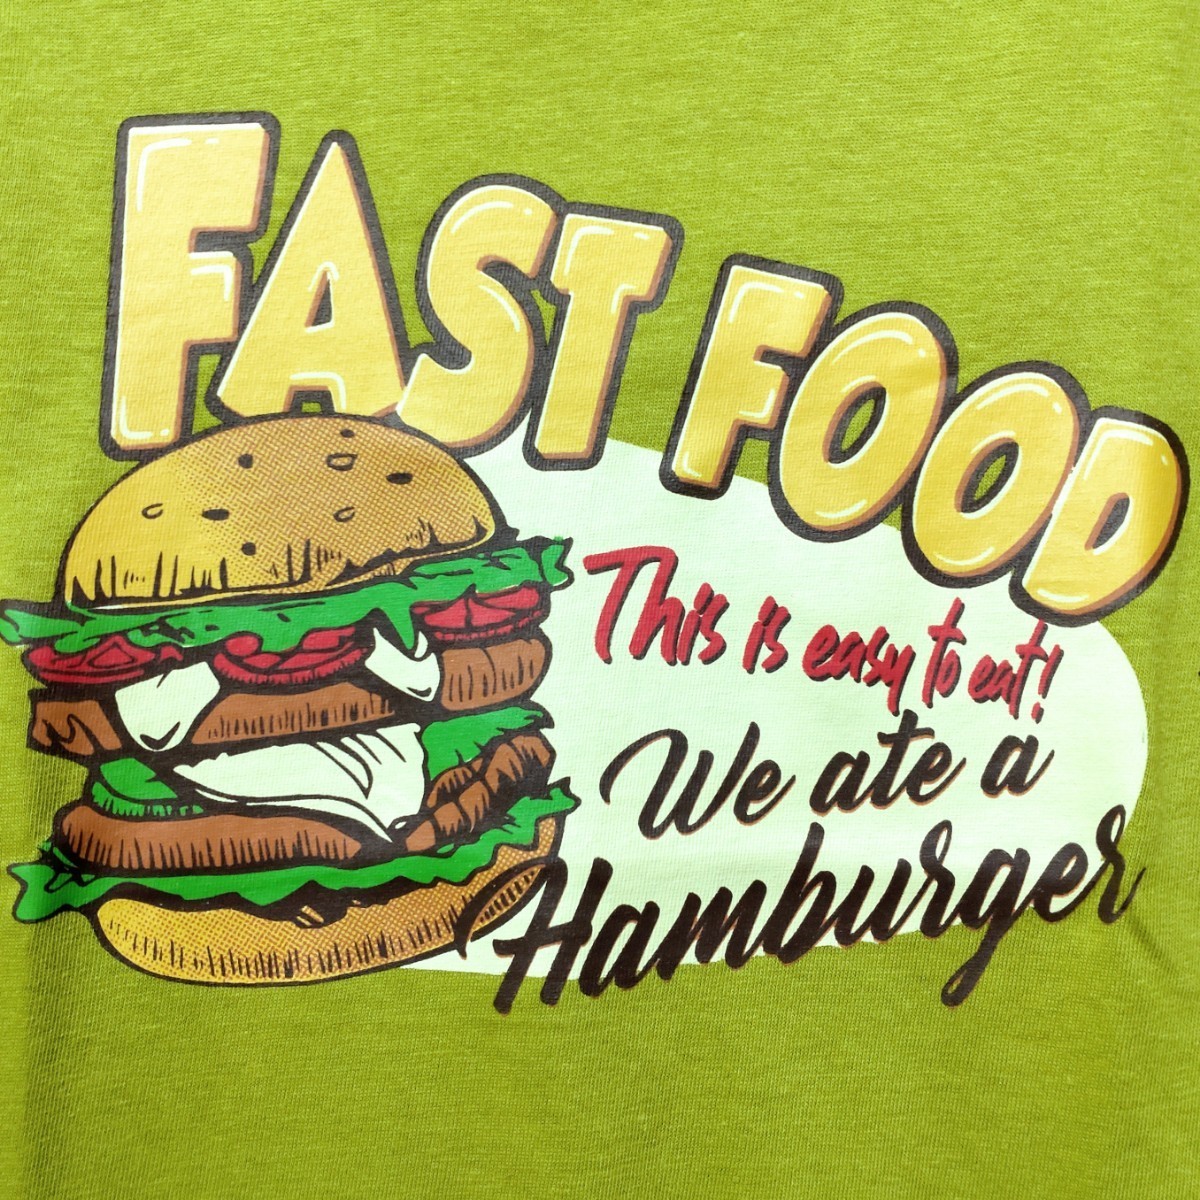 FAST FOOD
This is easy to eat!
We ate a
Hamburger